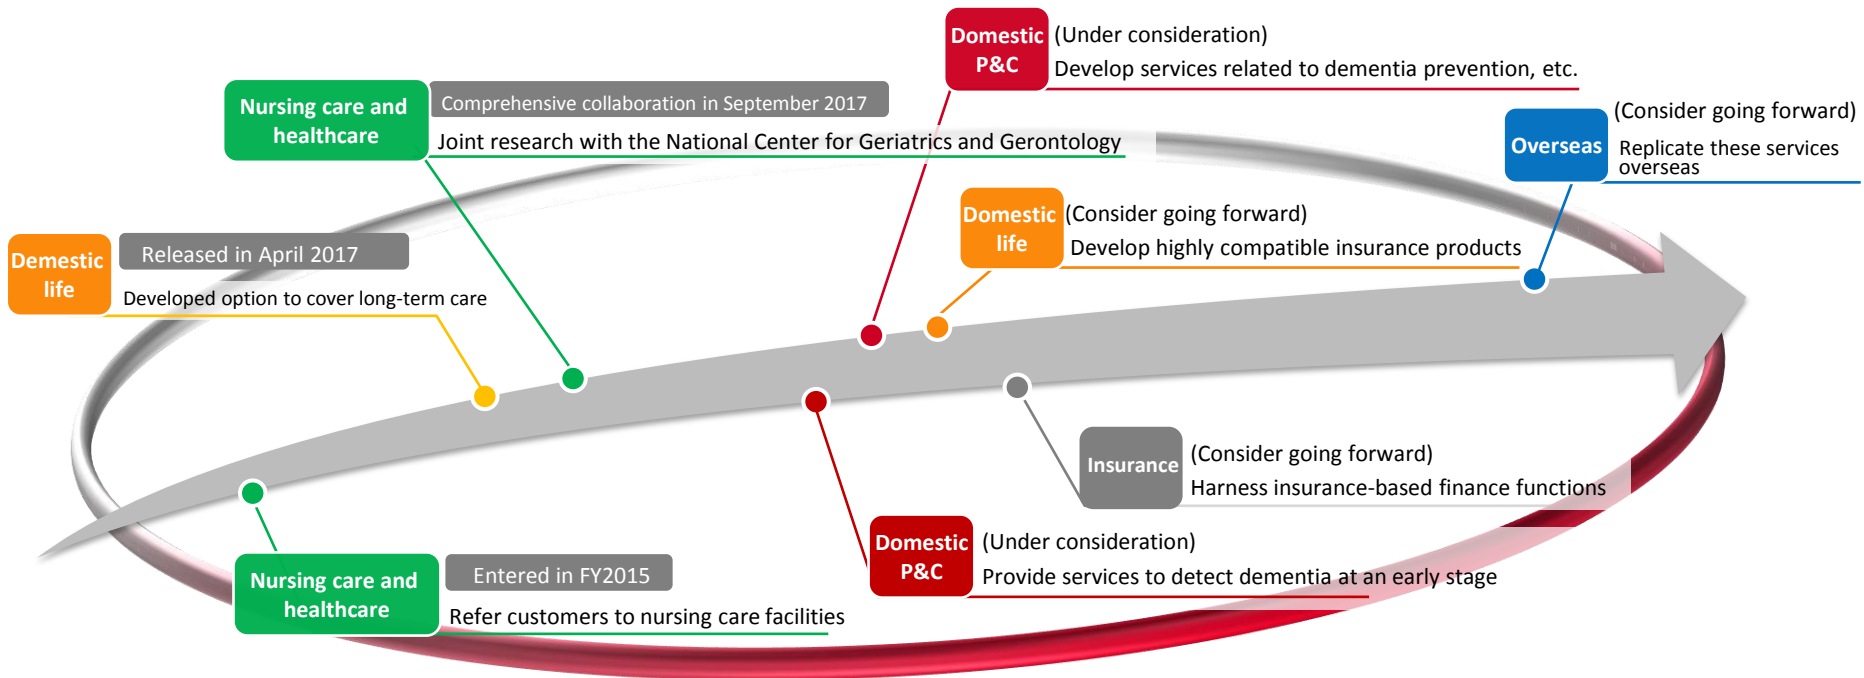 Domestic
P&C
(Under consideration)
Develop services related to dementia prevention, etc.
Nursing care and
healthcare
Comprehensive collaboration in September 2017
Joint research with the National Center for Geriatrics and Gerontology
Overseas
(Consider going forward)
Replicate these services
overseas
Domestic
life
(Consider going forward)
Develop highly compatible insurance products
Demestic
life
Released in April 2017
Developed option to cover long-term care
Insurance
(Consider going forward)
Harness insurance-based finance functions
Domestic
P&C
(Under consideration)
Provide services to detect dementia at an early stage
Nursing care and
healthcare
Entered in FY2015
Refer customers to nursing care facilities